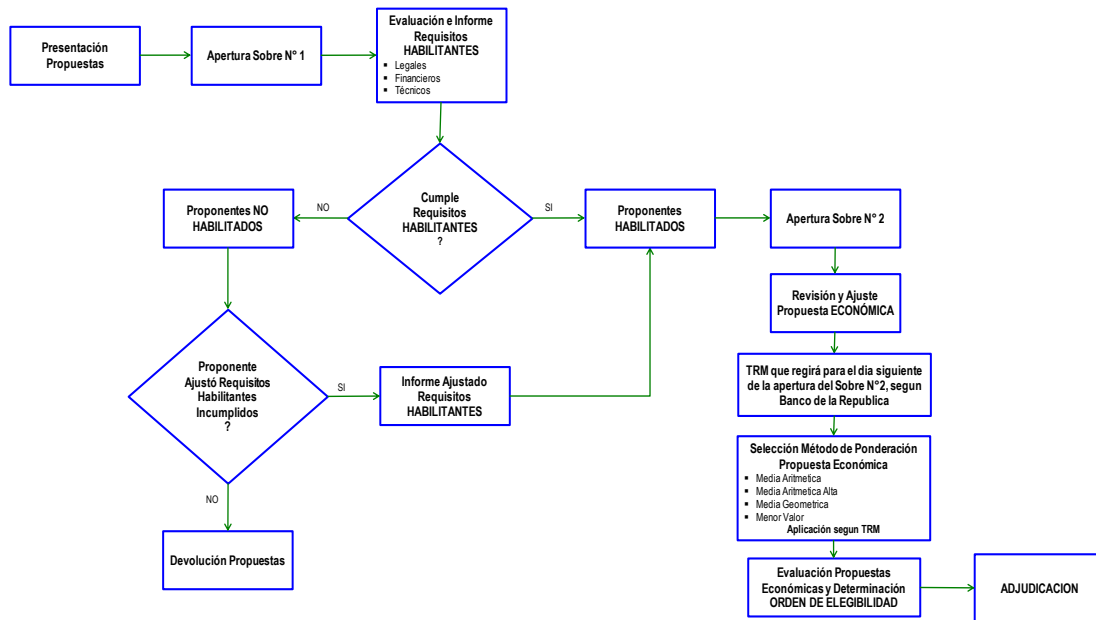 Presentación
Propuestas
Apertura Sobre N° 1
Evaluación e Informe
Requisitos
HABILITANTES
▪ Legales
▪ Financieros
▪ Técnicos
Cumple
Requisitos
HABILITANTES
?
NO
SI
Proponentes NO
HABILITADOS
Proponentes
HABILITADOS
Apertura Sobre N° 2
Revisión y Ajuste
Propuesta ECONÓMICA
Proponente
Ajustó Requisitos
Habilitantes
Incumplidos
?
SI
NO
Informe Ajustado
Requisitos
HABILITANTES
Devolución Propuestas
TRM que regirá para el dia siguiente
de la apertura del Sobre N°2, segun
Banco de la Republica
Selección Método de Ponderación
Propuesta Económica
▪ Media Aritmetica
▪ Media Aritmetica Alta
▪ Media Geometrica
▪ Menor Valor
Aplicación segun TRM
Evaluación Propuestas
Económicas y Determinación
ORDEN DE ELEGIBILIDAD
ADJUDICACION